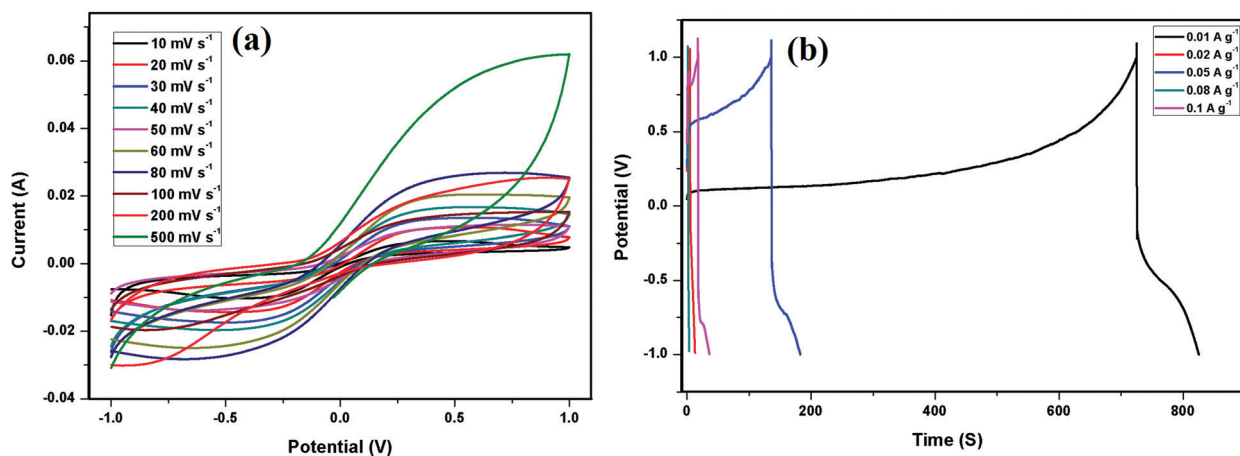 (a)
10 mV s⁻¹
20 mV s⁻¹
30 mV s⁻¹
40 mV s⁻¹
50 mV s⁻¹
60 mV s⁻¹
80 mV s⁻¹
100 mV s⁻¹
200 mV s⁻¹
500 mV s⁻¹
Current (A)
0.06
0.04
0.02
0.00
-0.02
-0.04
-1.0 -0.5 0.0 0.5 1.0
Potential (V)
(b)
0.01 A g⁻¹
0.02 A g⁻¹
0.05 A g⁻¹
0.08 A g⁻¹
0.1 A g⁻¹
Potential (V)
1.0
0.5
0.0
-0.5
-1.0
0 200 400 600 800
Time (S)